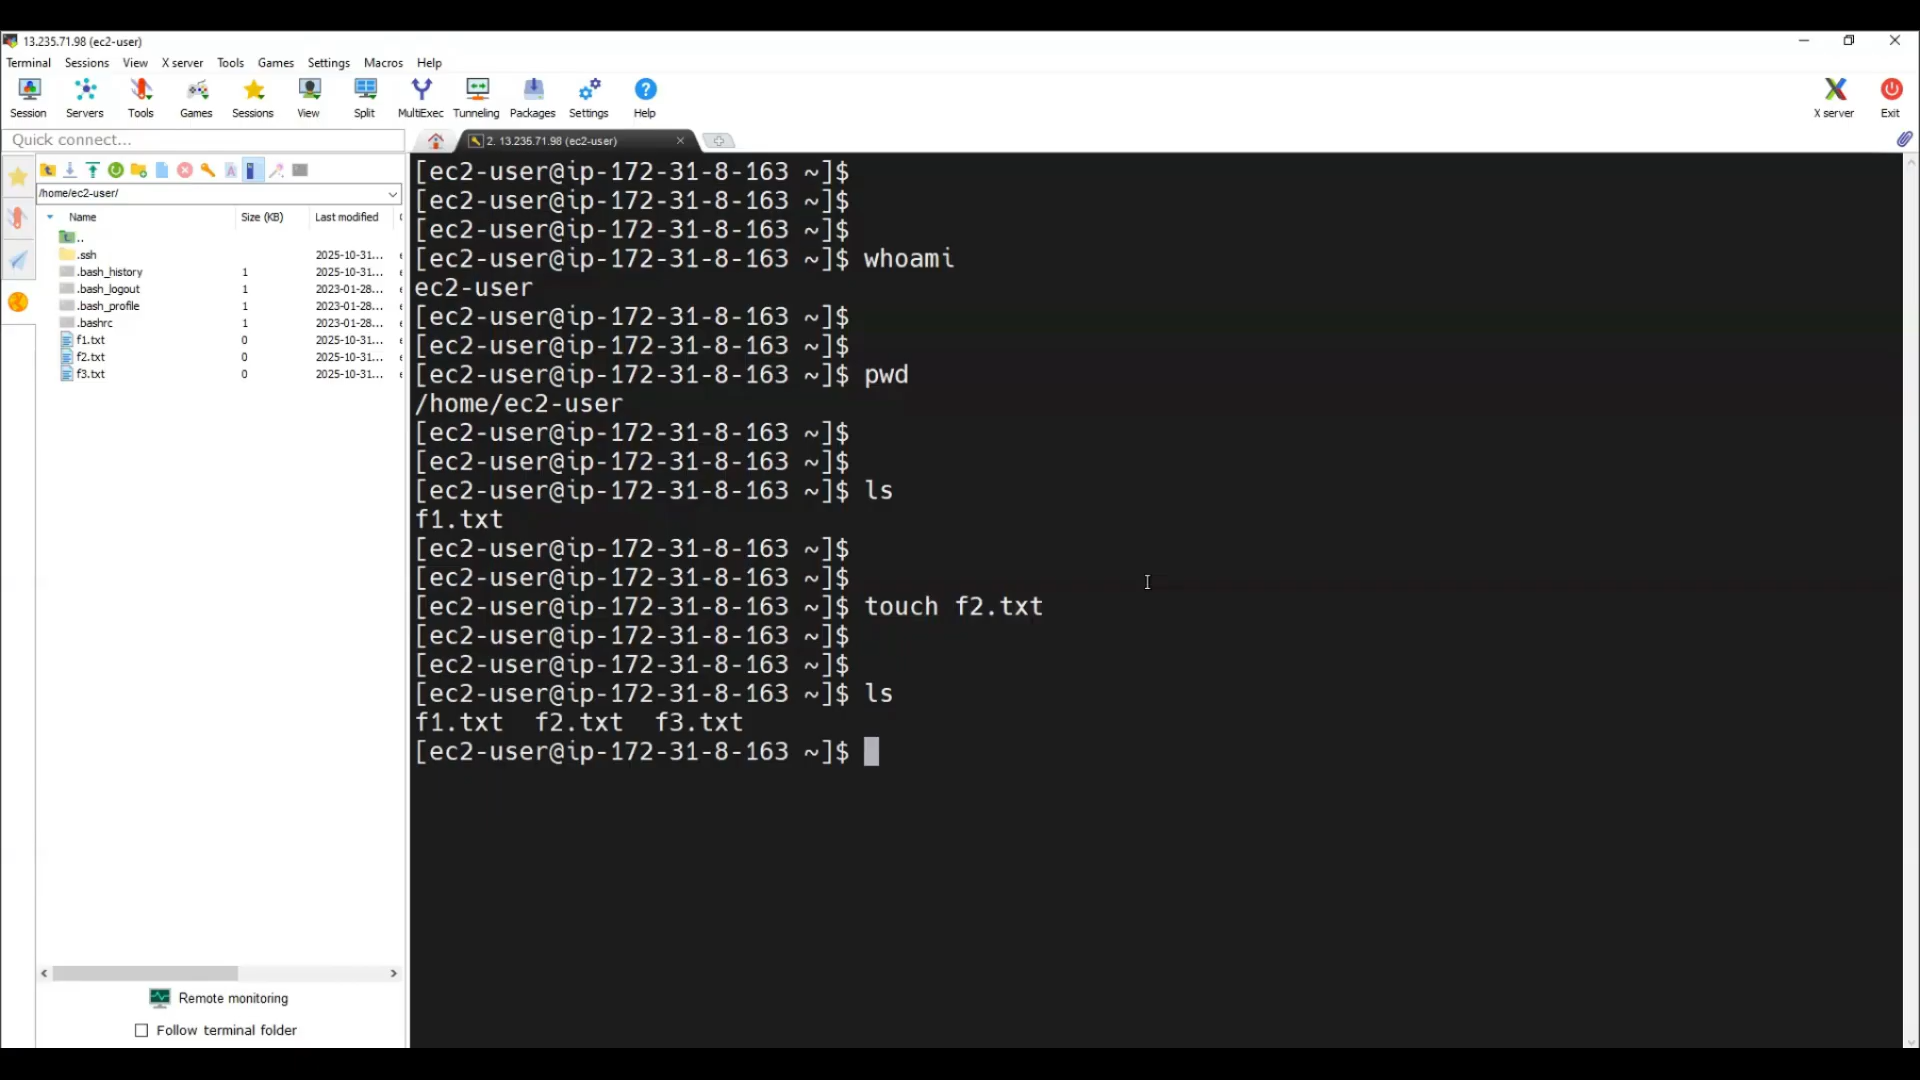 13.235.71.98 (ec2-user)
Terminal Sessions View X server Tools Games Settings Macros Help
Session Servers Tools Games Sessions View Split MultiExec Tunneling Packages Settings Help X server Exit
Quick connect...
2. 13.235.71.98 (ec2-user)
/home/ec2-user/
Name Size (KB) Last modified
..
.ssh 2025-10-31...
.bash_history 1 2025-10-31...
.bash_logout 1 2023-01-28...
.bash_profile 1 2023-01-28...
.bashrc 1 2023-01-28...
f1.txt 0 2025-10-31...
f2.txt 0 2025-10-31...
f3.txt 0 2025-10-31...
Remote monitoring
Follow terminal folder
[ec2-user@ip-172-31-8-163 ~]$
[ec2-user@ip-172-31-8-163 ~]$
[ec2-user@ip-172-31-8-163 ~]$
[ec2-user@ip-172-31-8-163 ~]$ whoami
ec2-user
[ec2-user@ip-172-31-8-163 ~]$
[ec2-user@ip-172-31-8-163 ~]$
[ec2-user@ip-172-31-8-163 ~]$ pwd
/home/ec2-user
[ec2-user@ip-172-31-8-163 ~]$
[ec2-user@ip-172-31-8-163 ~]$
[ec2-user@ip-172-31-8-163 ~]$ ls
f1.txt
[ec2-user@ip-172-31-8-163 ~]$
[ec2-user@ip-172-31-8-163 ~]$
[ec2-user@ip-172-31-8-163 ~]$ touch f2.txt
[ec2-user@ip-172-31-8-163 ~]$
[ec2-user@ip-172-31-8-163 ~]$
[ec2-user@ip-172-31-8-163 ~]$ ls
f1.txt f2.txt f3.txt
[ec2-user@ip-172-31-8-163 ~]$